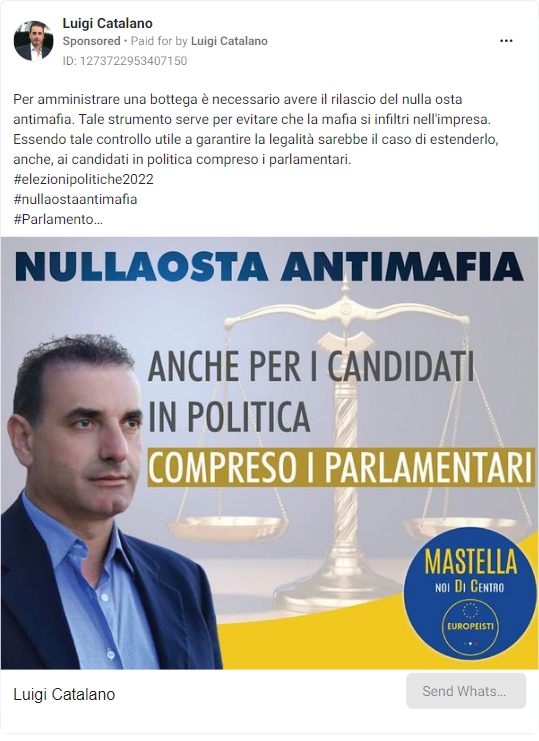 Luigi Catalano
Sponsored • Paid for by Luigi Catalano
ID: 1273722953407150
Per amministrare una bottega è necessario avere il rilascio del nulla osta
antimafia. Tale strumento serve per evitare che la mafia si infiltri nell'impresa.
Essendo tale controllo utile a garantire la legalità sarebbe il caso di estenderlo,
anche, ai candidati in politica compreso i parlamentari.
#elezionipolitiche2022
#nullaostaantimafia
#Parlamento...
NULLAOSTA ANTIMAFIA
ANCHE PER I CANDIDATI
IN POLITICA
COMPRESO I PARLAMENTARI
MASTELLA
NOI DI CENTRO
EUROPEISTI
Luigi Catalano
Send Whats...